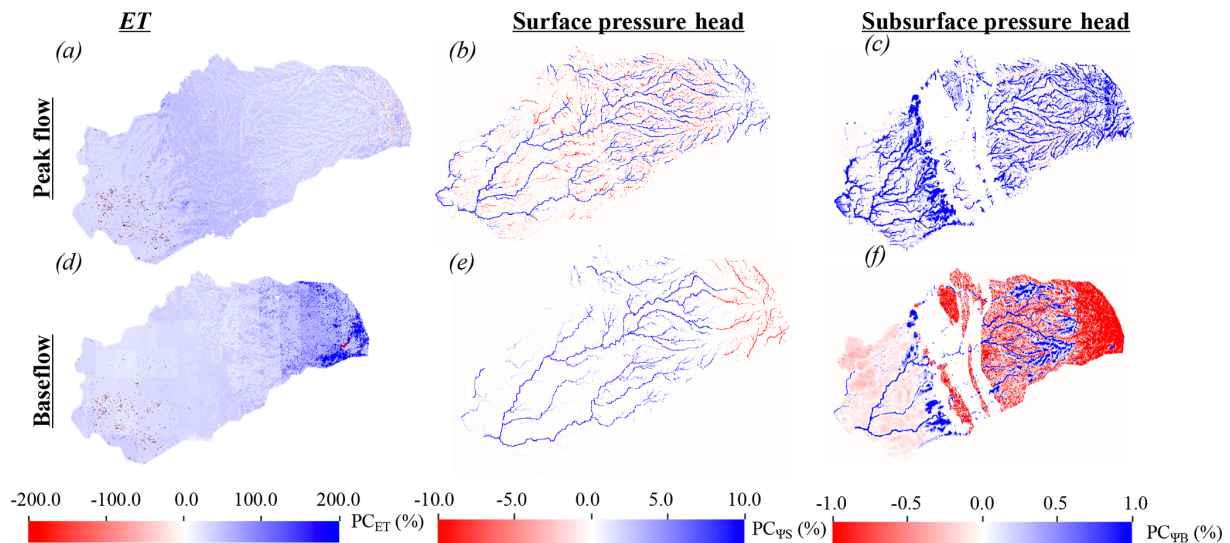 ET
Surface pressure head
Subsurface pressure head
Peak flow
(a)
(b)
(c)
Baseflow
(d)
(e)
(f)
-200.0 -100.0 0.0 100.0 200.0
PC_ET (%)
-10.0 -5.0 0.0 5.0 10.0
PC_ΨS (%)
-1.0 -0.5 0.0 0.5 1.0
PC_ΨB (%)